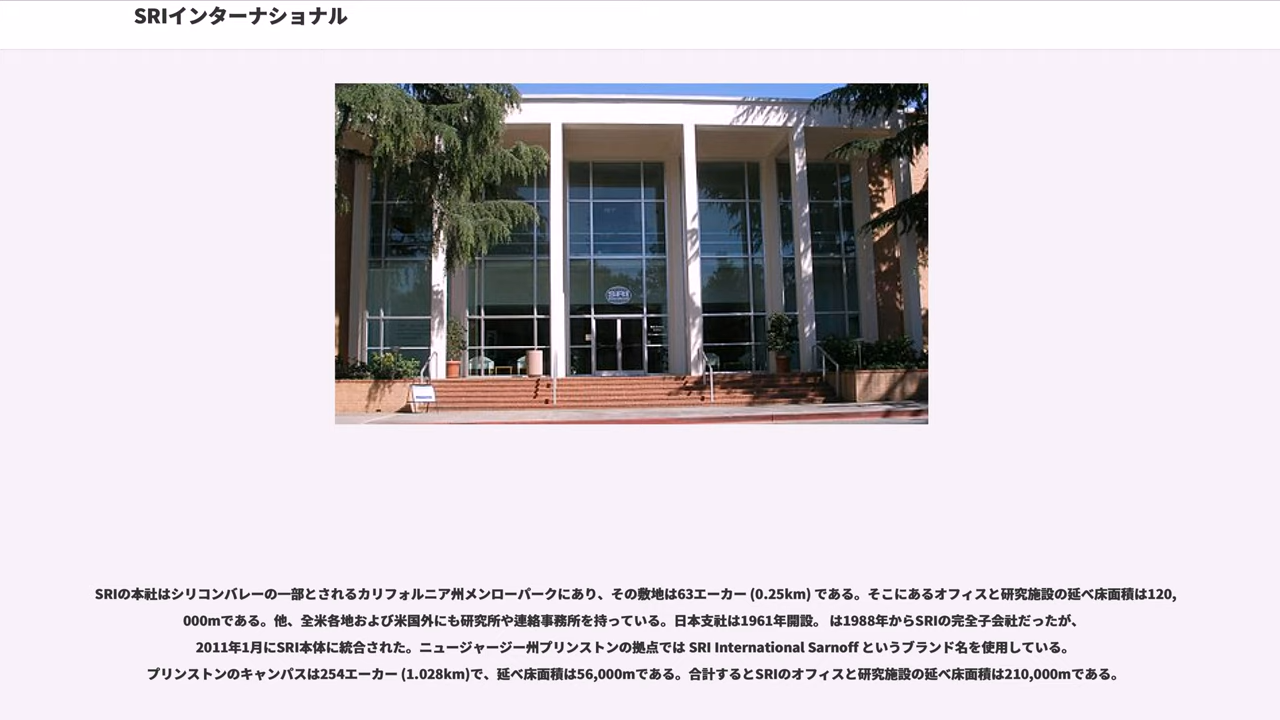 SRIインターナショナル
SRI
SRIの本社はシリコンバレーの一部とされるカリフォルニア州メンローパークにあり、その敷地は63エーカー (0.25km) である。そこにあるオフィスと研究施設の延べ床面積は120,
000mである。他、全米各地および米国外にも研究所や連絡事務所を持っている。日本支社は1961年開設。 は1988年からSRIの完全子会社だったが、
2011年1月にSRI本体に統合された。ニュージャージー州プリンストンの拠点では SRI International Sarnoff というブランド名を使用している。
プリンストンのキャンパスは254エーカー (1.028km)で、延べ床面積は56,000mである。合計するとSRIのオフィスと研究施設の延べ床面積は210,000mである。